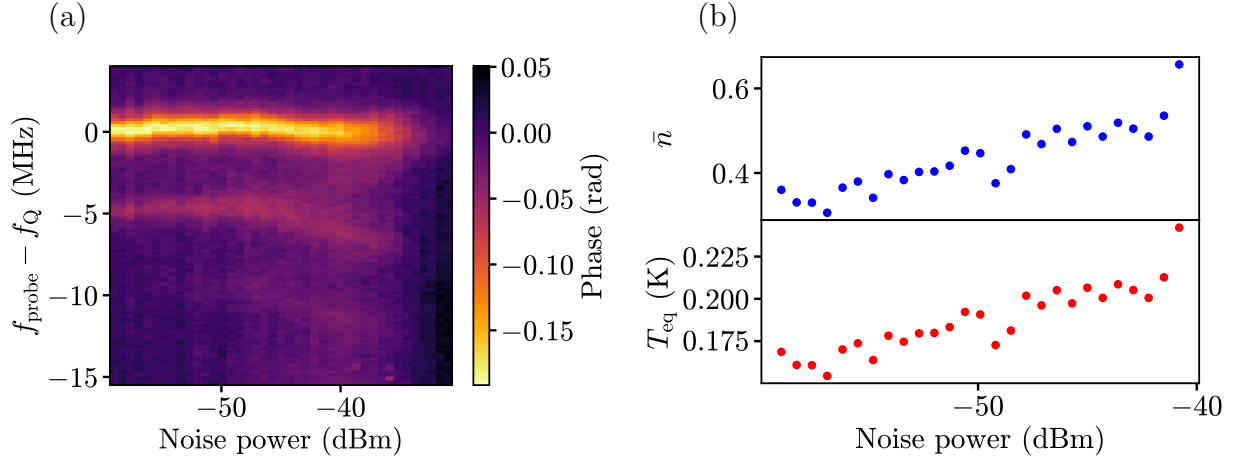 (a)
0
−5
−10
−15
f_probe − f_Q (MHz)
−50
−40
Noise power (dBm)
0.05
0.00
−0.05
−0.10
−0.15
Phase (rad)
(b)
0.6
0.4
n̄
0.225
0.200
0.175
T_eq (K)
−50
−40
Noise power (dBm)